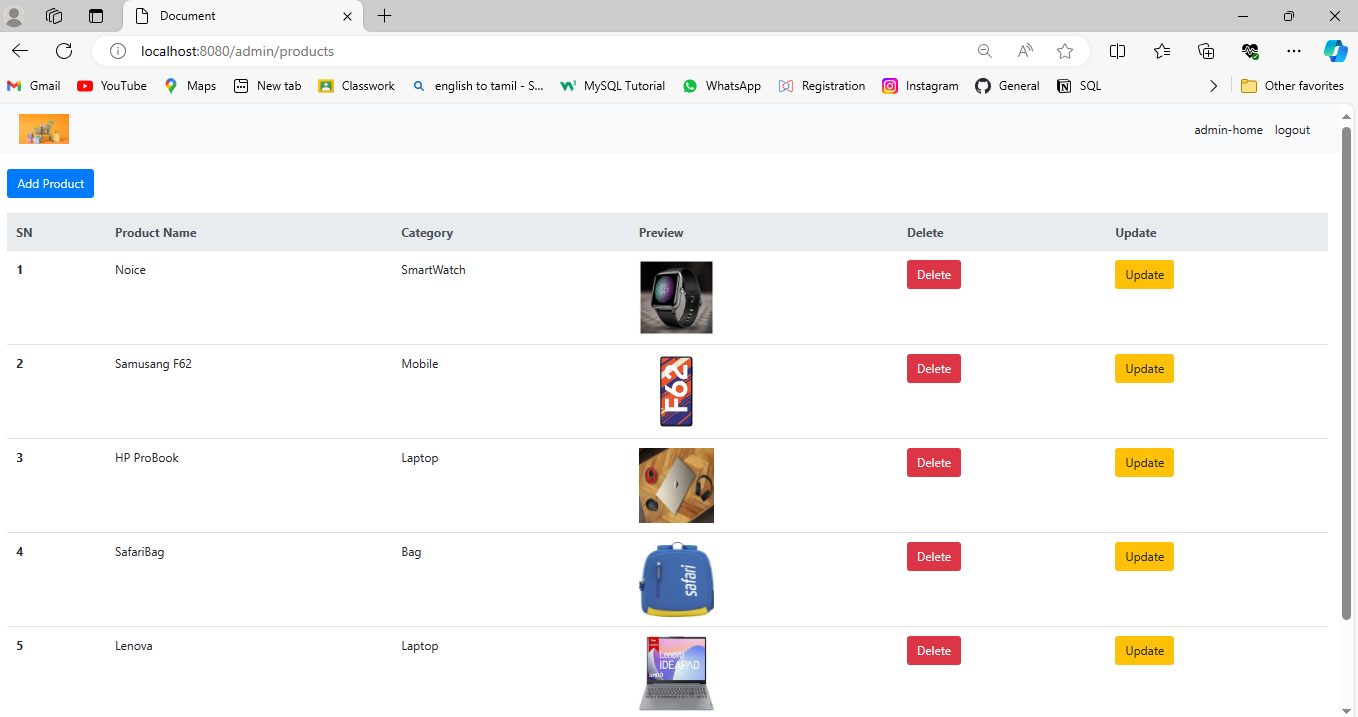 Document
localhost:8080/admin/products
Gmail YouTube Maps New tab Classwork english to tamil - S... MySQL Tutorial WhatsApp Registration Instagram General SQL Other favorites
admin-home logout
Add Product
SN Product Name Category Preview Delete Update
1 Noice SmartWatch Delete Update
2 Samusang F62 Mobile F62 Delete Update
3 HP ProBook Laptop Delete Update
4 SafariBag Bag safari Delete Update
5 Lenova Laptop Lenovo IDEAPAD AMD Delete Update